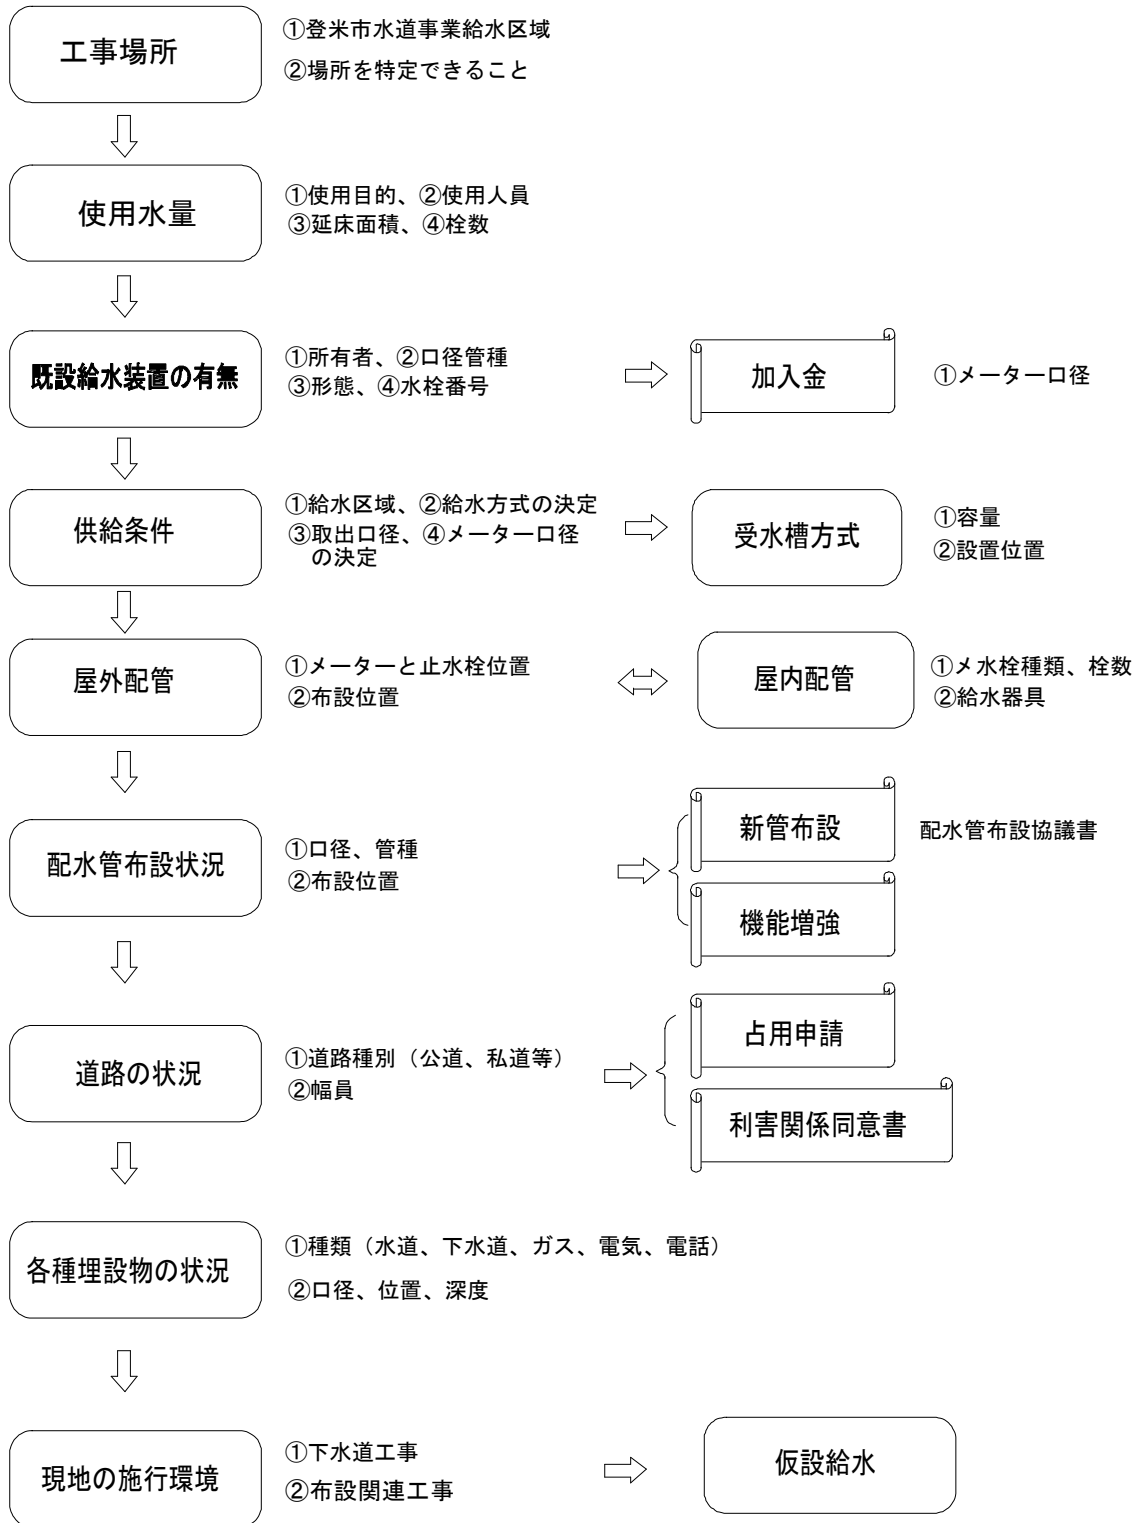 工事場所
①登米市水道事業給水区域
②場所を特定できること
使用水量
①使用目的、②使用人員
③延床面積、④栓数
既設給水装置の有無
①所有者、②口径管種
③形態、④水栓番号
加入金
①メーター口径
供給条件
①給水区域、②給水方式の決定
③取出口径、④メーター口径
の決定
受水槽方式
①容量
②設置位置
屋外配管
①メーターと止水栓位置
②布設位置
屋内配管
①メ水栓種類、栓数
②給水器具
配水管布設状況
①口径、管種
②布設位置
新管布設
配水管布設協議書
機能増強
道路の状況
①道路種別（公道、私道等）
②幅員
占用申請
利害関係同意書
各種埋設物の状況
①種類（水道、下水道、ガス、電気、電話）
②口径、位置、深度
現地の施行環境
①下水道工事
②布設関連工事
仮設給水